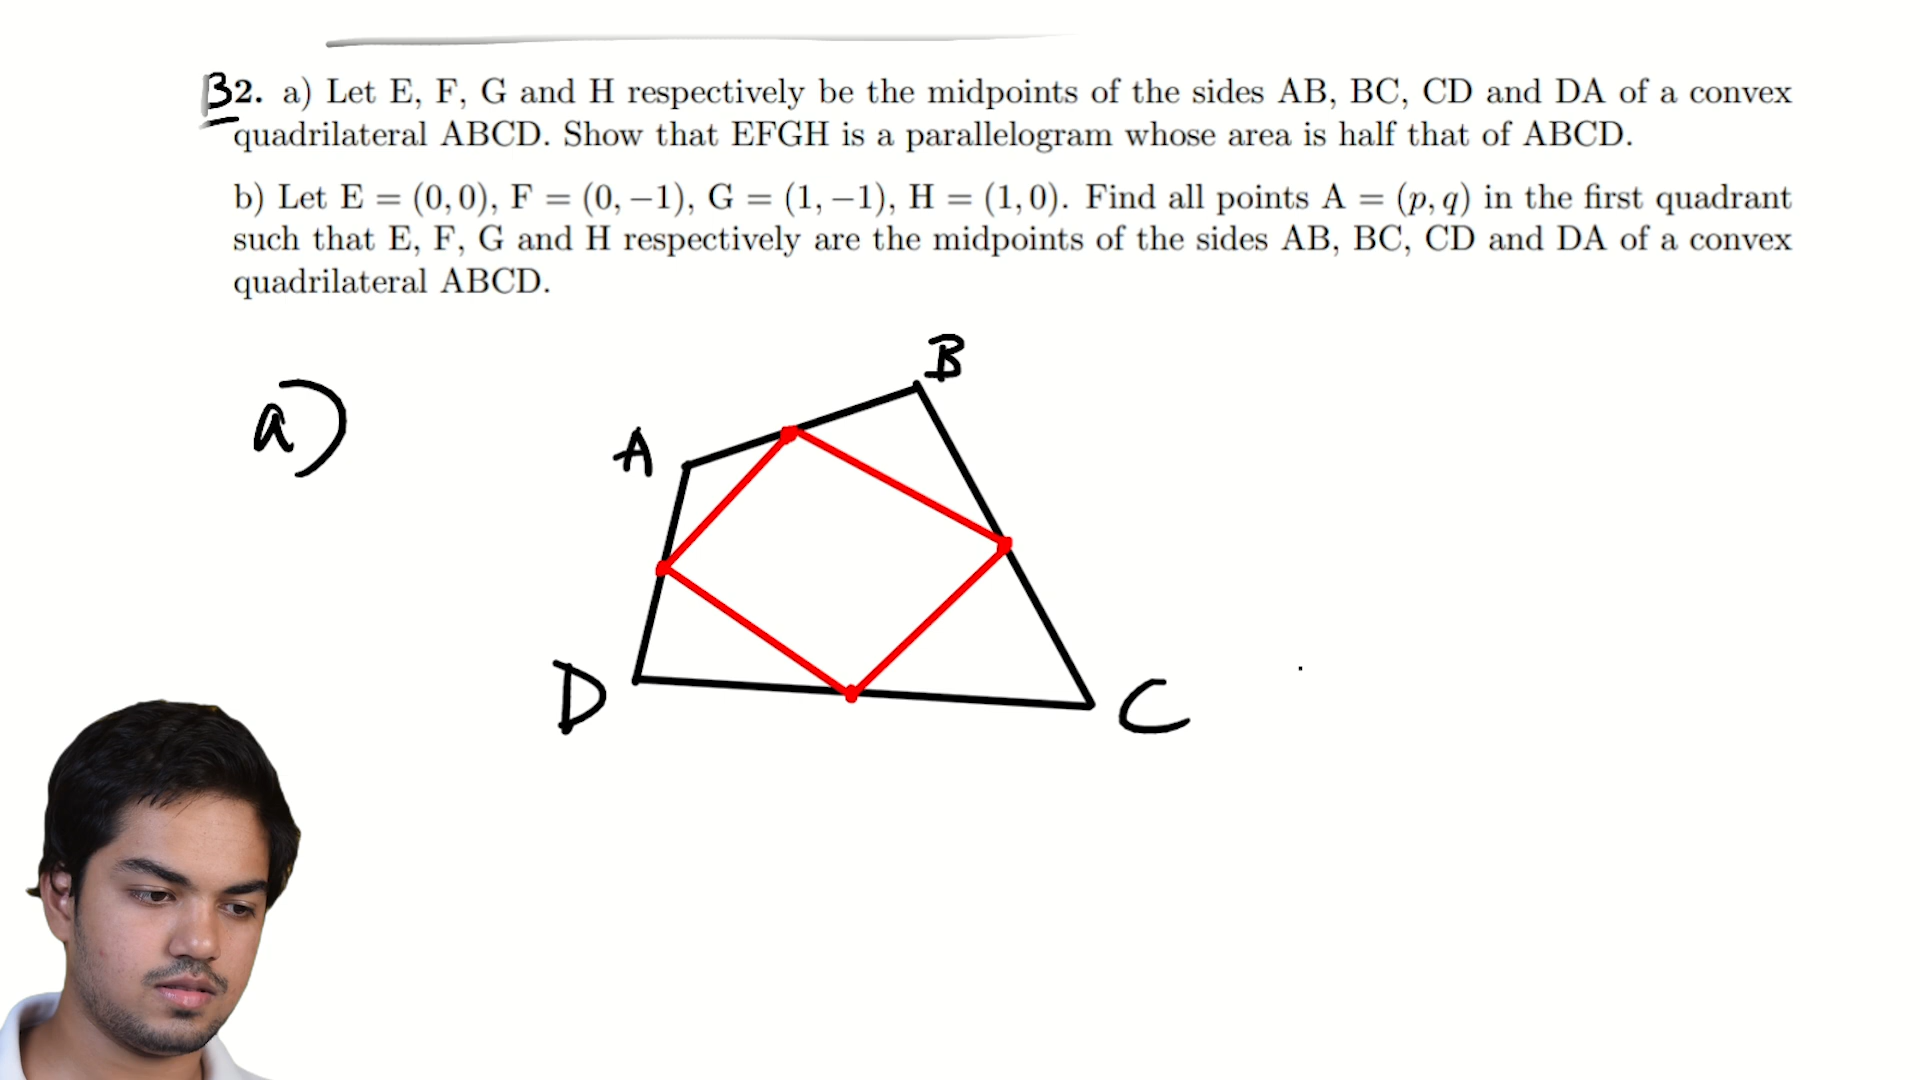 B2. a) Let E, F, G and H respectively be the midpoints of the sides AB, BC, CD and DA of a convex
quadrilateral ABCD. Show that EFGH is a parallelogram whose area is half that of ABCD.
b) Let E = (0, 0), F = (0, −1), G = (1, −1), H = (1, 0). Find all points A = (p, q) in the first quadrant
such that E, F, G and H respectively are the midpoints of the sides AB, BC, CD and DA of a convex
quadrilateral ABCD.
B
a)
A
D
C